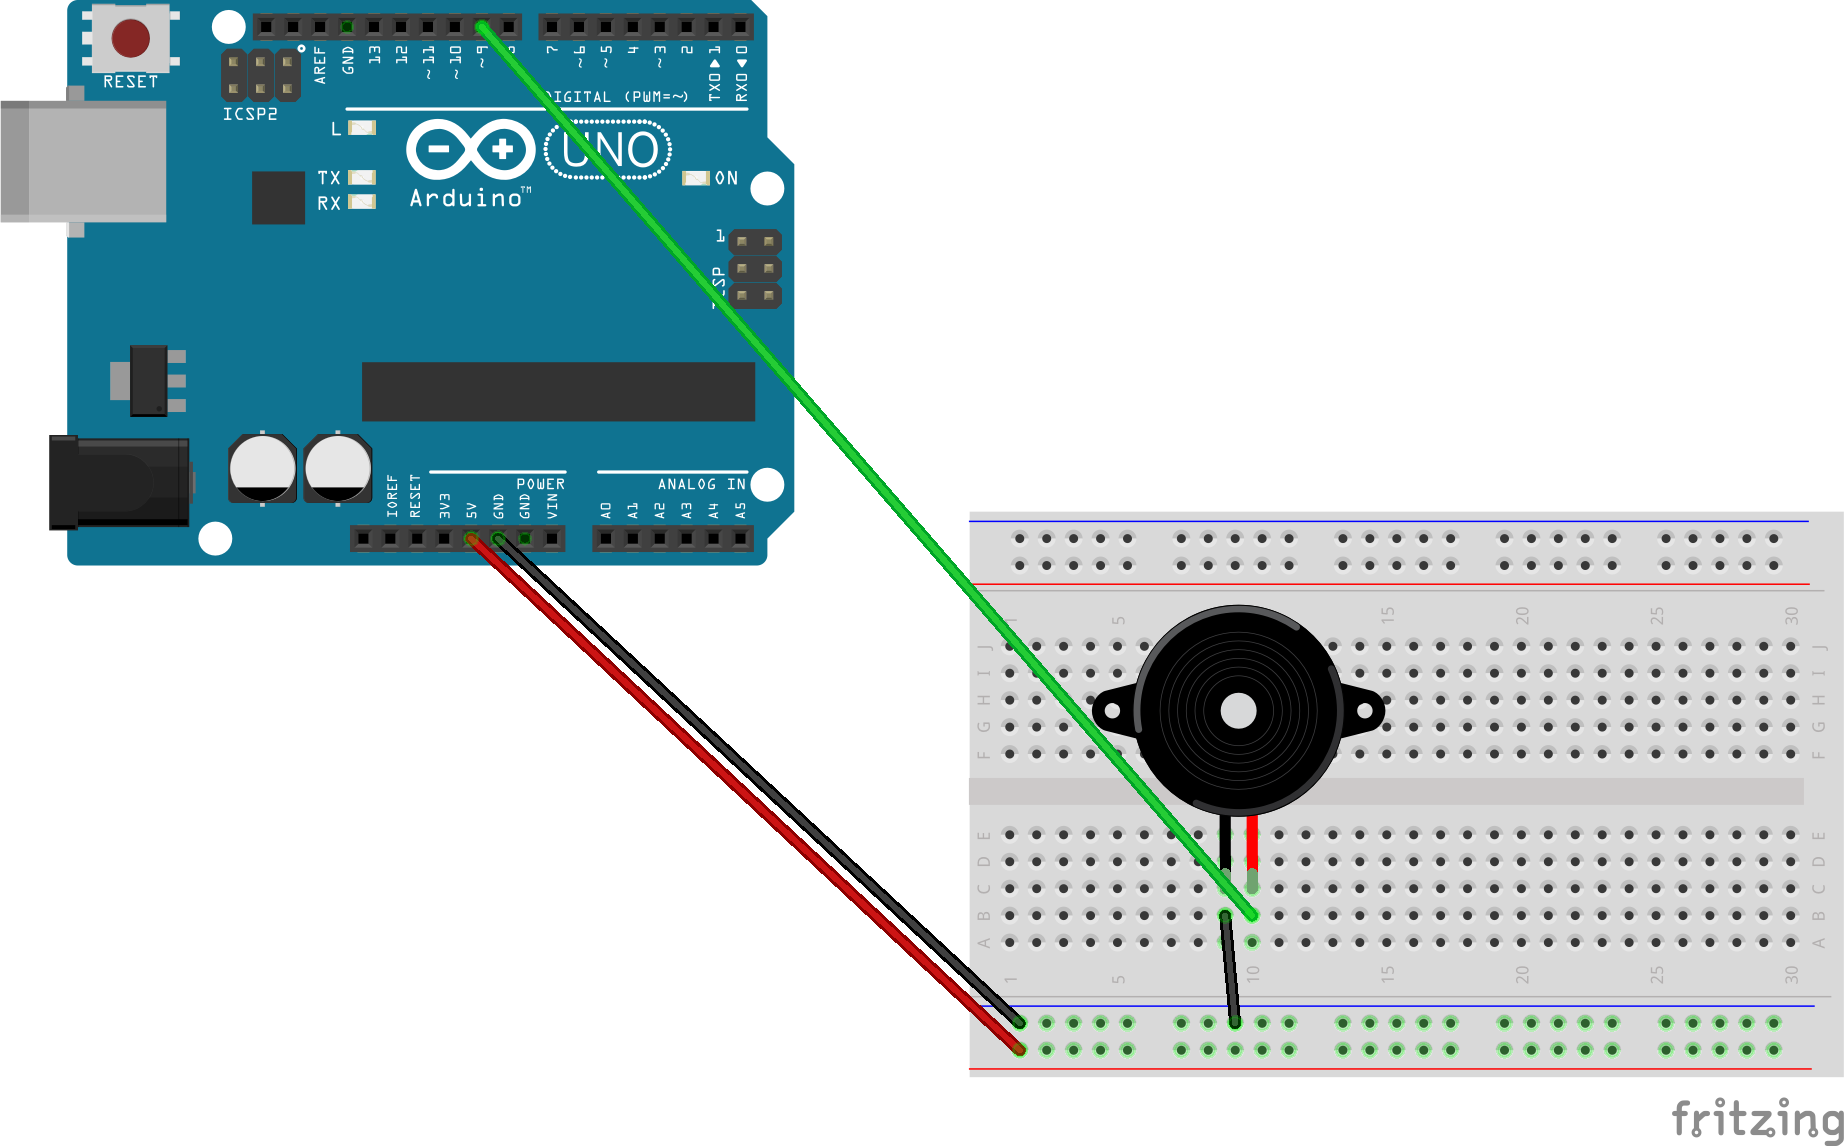 RESET
ICSP2
AREF
GND
13
12
~11
~10
~9
7
~6
~5
4
~3
2
TX0▶1
RX0◀0
DIGITAL (PWM=~)
L
TX
RX
Arduino™
UNO
ON
1
IOREF
RESET
3V3
5V
GND
GND
VIN
POWER
A0
A1
A2
A3
A4
A5
ANALOG IN
1
5
15
20
25
30
J
I
H
G
F
J
I
H
G
F
E
D
C
B
A
E
D
C
B
A
1
5
10
15
20
25
30
fritzing